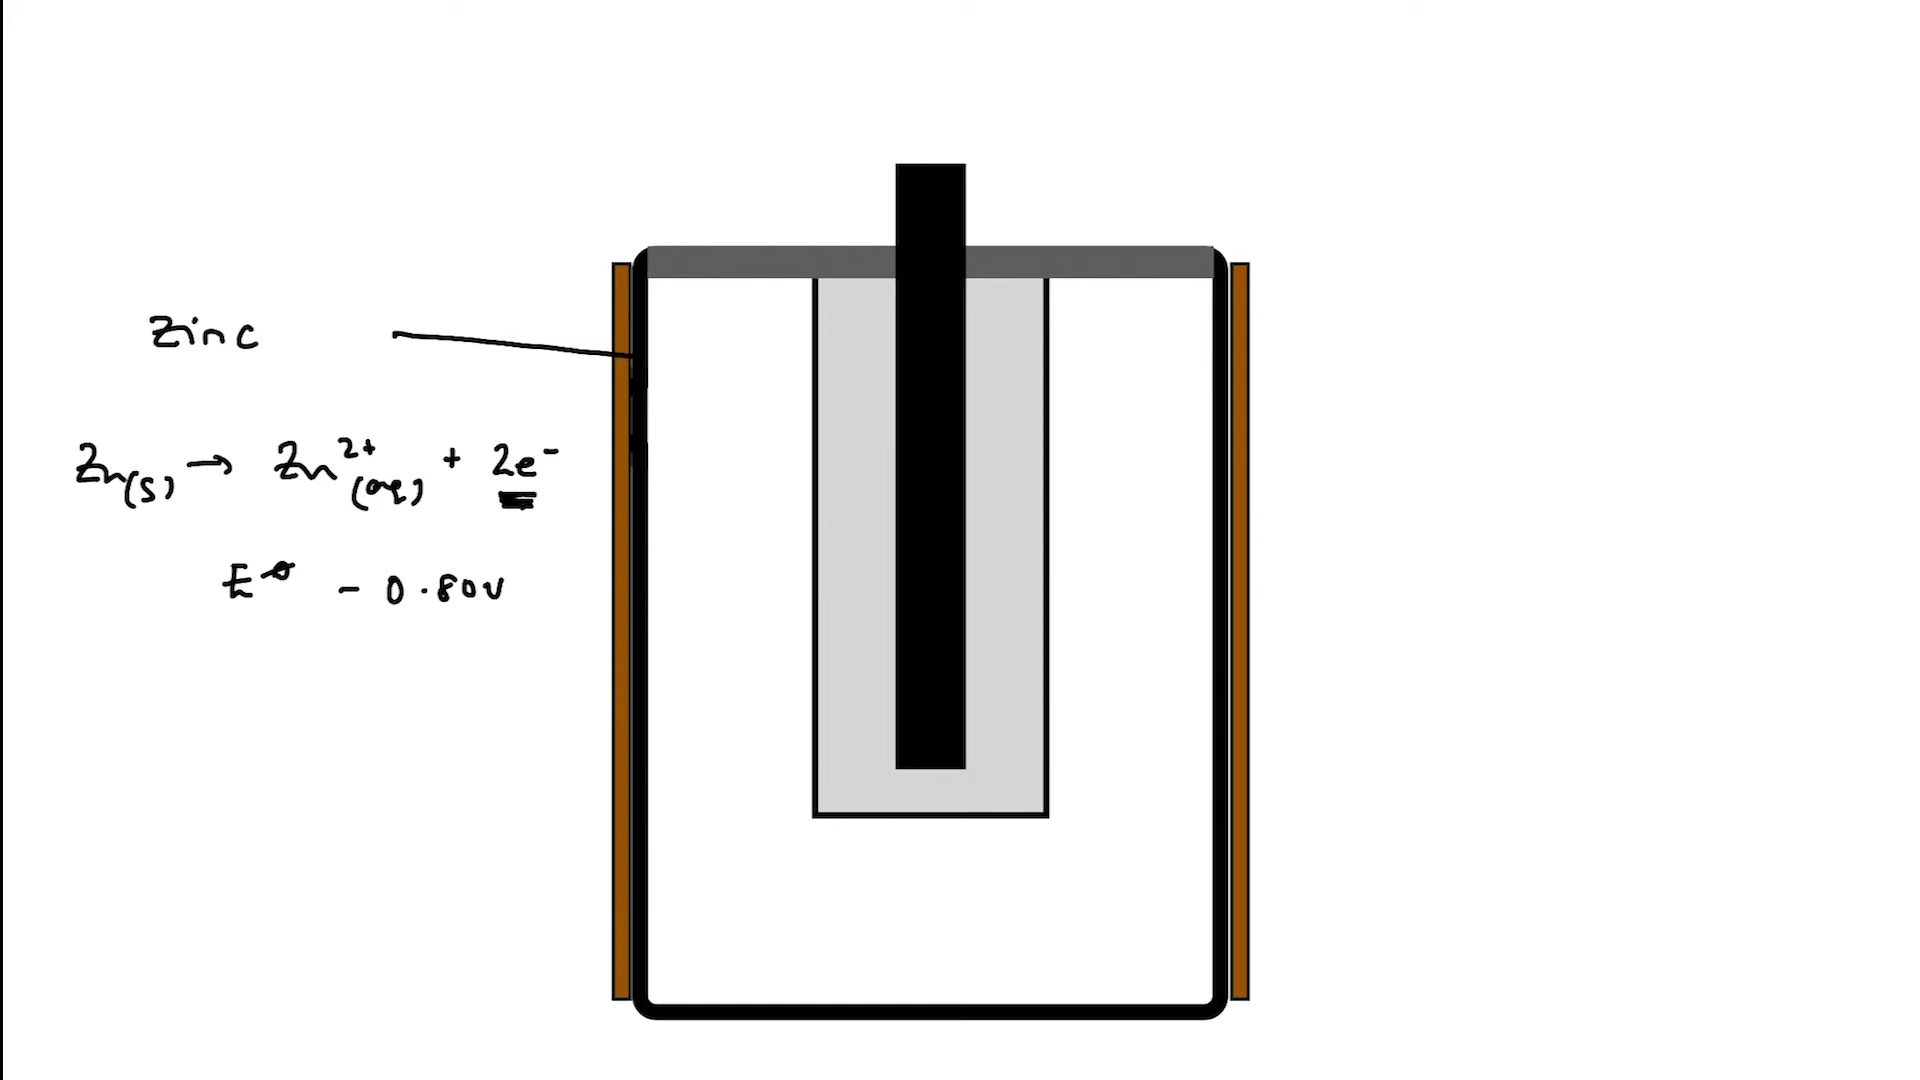 Zinc
Zn(s) → Zn²⁺(aq) + 2e⁻
E⦵ - 0.80V